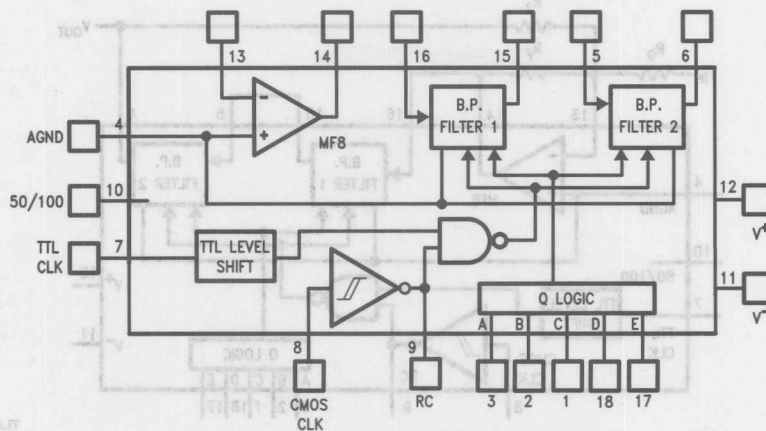 13
14
16
15
5
6
B.P.
FILTER 1
B.P.
FILTER 2
MF8
AGND
4
50/100
10
12
V+
TTL
CLK
7
TTL LEVEL
SHIFT
11
V-
Q LOGIC
A B C D E
8
9
CMOS
CLK
RC
3
2
1
18
17